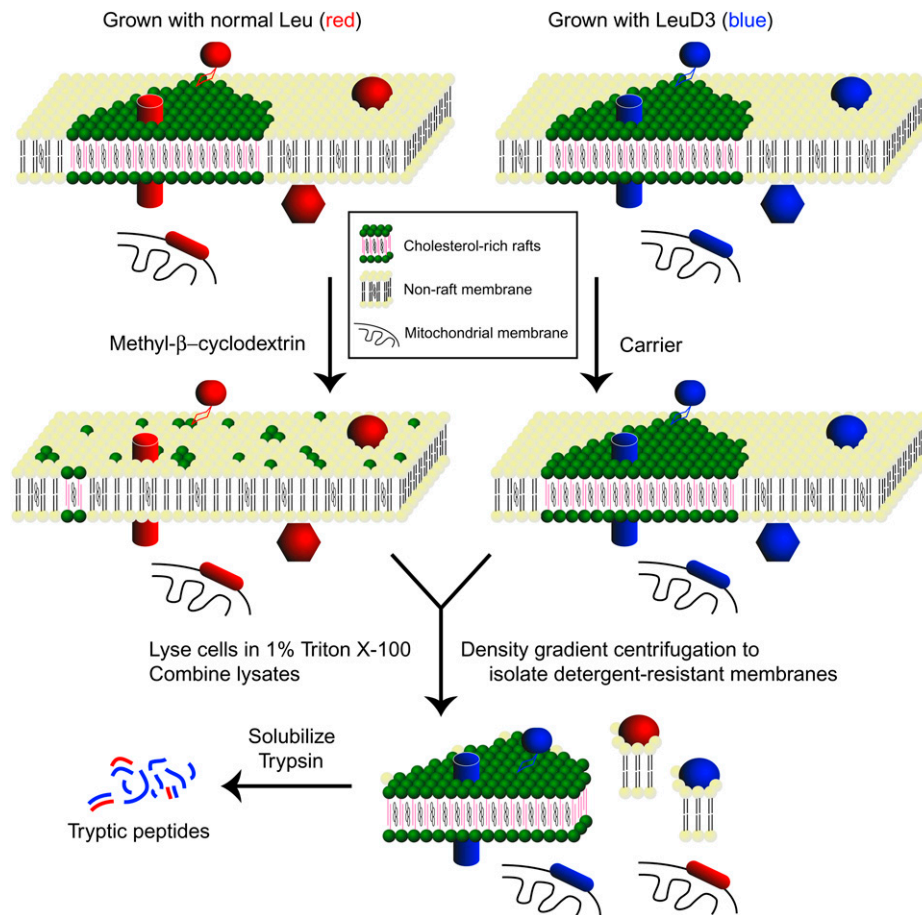 Grown with normal Leu (red)
Grown with LeuD3 (blue)
Cholesterol-rich rafts
Non-raft membrane
Mitochondrial membrane
Methyl-β–cyclodextrin
Carrier
Lyse cells in 1% Triton X-100
Combine lysates
Density gradient centrifugation to
isolate detergent-resistant membranes
Solubilize
Trypsin
Tryptic peptides